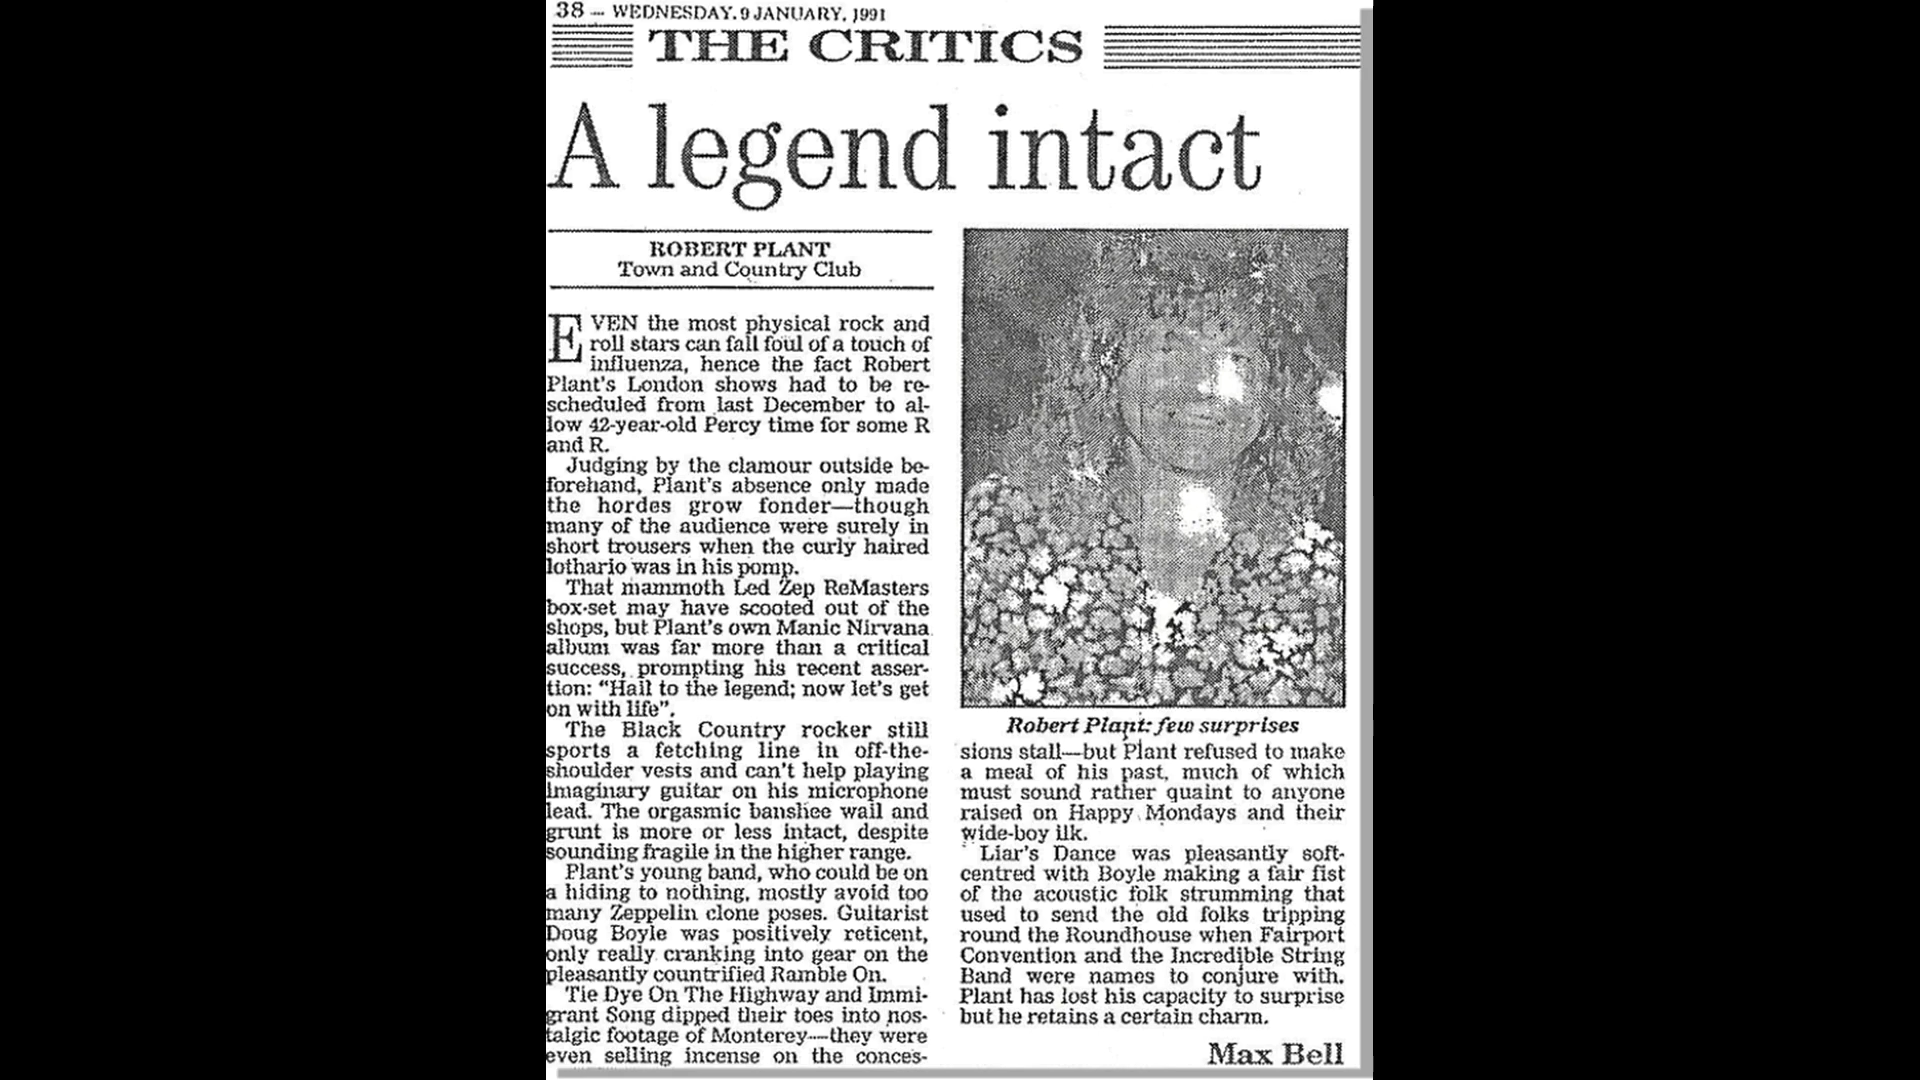 38 — WEDNESDAY, 9 JANUARY, 1991
THE CRITICS
A legend intact
ROBERT PLANT
Town and Country Club
EVEN the most physical rock and
roll stars can fall foul of a touch of
influenza, hence the fact Robert
Plant's London shows had to be re-
scheduled from last December to al-
low 42-year-old Percy time for some R
and R.
Judging by the clamour outside be-
forehand, Plant's absence only made
the hordes grow fonder—though
many of the audience were surely in
short trousers when the curly haired
lothario was in his pomp.
That mammoth Led Zep ReMasters
box-set may have scooted out of the
shops, but Plant's own Manic Nirvana
album was far more than a critical
success, prompting his recent asser-
tion: "Hail to the legend; now let's get
on with life".
The Black Country rocker still
sports a fetching line in off-the-
shoulder vests and can't help playing
imaginary guitar on his microphone
lead. The orgasmic banshee wail and
grunt is more or less intact, despite
sounding fragile in the higher range.
Plant's young band, who could be on
a hiding to nothing, mostly avoid too
many Zeppelin clone poses. Guitarist
Doug Boyle was positively reticent,
only really cranking into gear on the
pleasantly countrified Ramble On.
Tie Dye On The Highway and Immi-
grant Song dipped their toes into nos-
talgic footage of Monterey—they were
even selling incense on the conces-
Robert Plant: few surprises
sions stall—but Plant refused to make
a meal of his past, much of which
must sound rather quaint to anyone
raised on Happy Mondays and their
wide-boy ilk.
Liar's Dance was pleasantly soft-
centred with Boyle making a fair fist
of the acoustic folk strumming that
used to send the old folks tripping
round the Roundhouse when Fairport
Convention and the Incredible String
Band were names to conjure with.
Plant has lost his capacity to surprise
but he retains a certain charm.
Max Bell